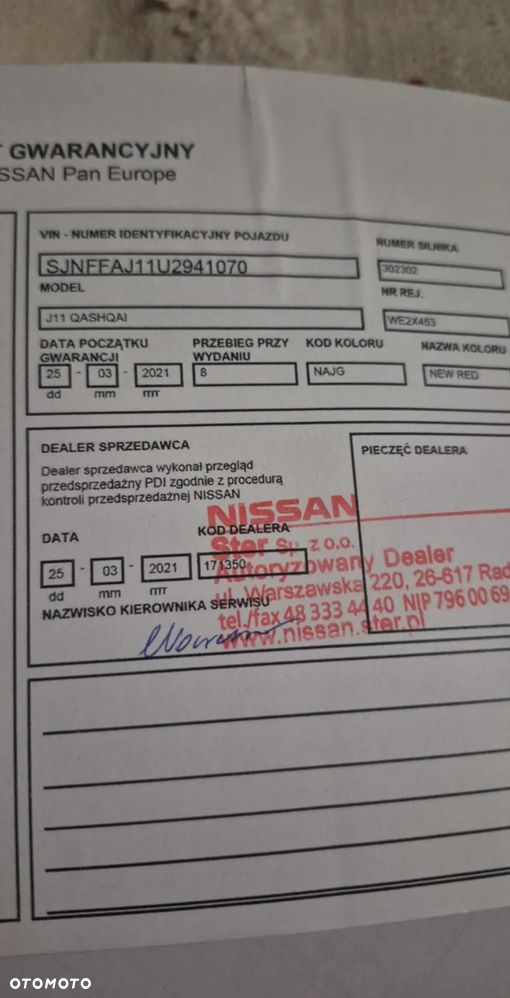 GWARANCYJNY
SSAN Pan Europe
VIN - NUMER IDENTYFIKACYJNY POJAZDU
NUMER SILNIKA
SJNFFAJ11U2941070
302302
MODEL
NR REJ.
J11 QASHQAI
WE2X453
DATA POCZĄTKU GWARANCJI
PRZEBIEG PRZY WYDANIU
KOD KOLORU
NAZWA KOLORU
25 - 03 - 2021
8
NAJG
NEW RED
dd mm rrrr
DEALER SPRZEDAWCA
PIECZĘĆ DEALERA
Dealer sprzedawca wykonał przegląd
przedsprzedażny PDI zgodnie z procedurą
kontroli przedsprzedażnej NISSAN
NISSAN
DATA
KOD DEALERA
Ster sp. z o.o.
25 - 03 - 2021
171350
Autoryzowany Dealer
dd mm rrrr
ul. Warszawska 220, 26-617 Rad
NAZWISKO KIEROWNIKA SERWISU
tel./fax 48 333 44 40 NIP 796 00 69
www.nissan.ster.pl
OTOMOTO